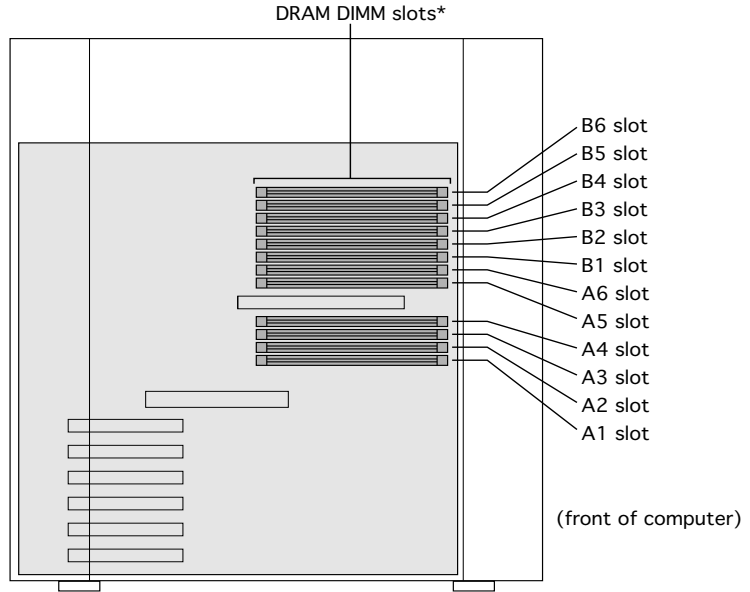 DRAM DIMM slots*
B6 slot
B5 slot
B4 slot
B3 slot
B2 slot
B1 slot
A6 slot
A5 slot
A4 slot
A3 slot
A2 slot
A1 slot
(front of computer)